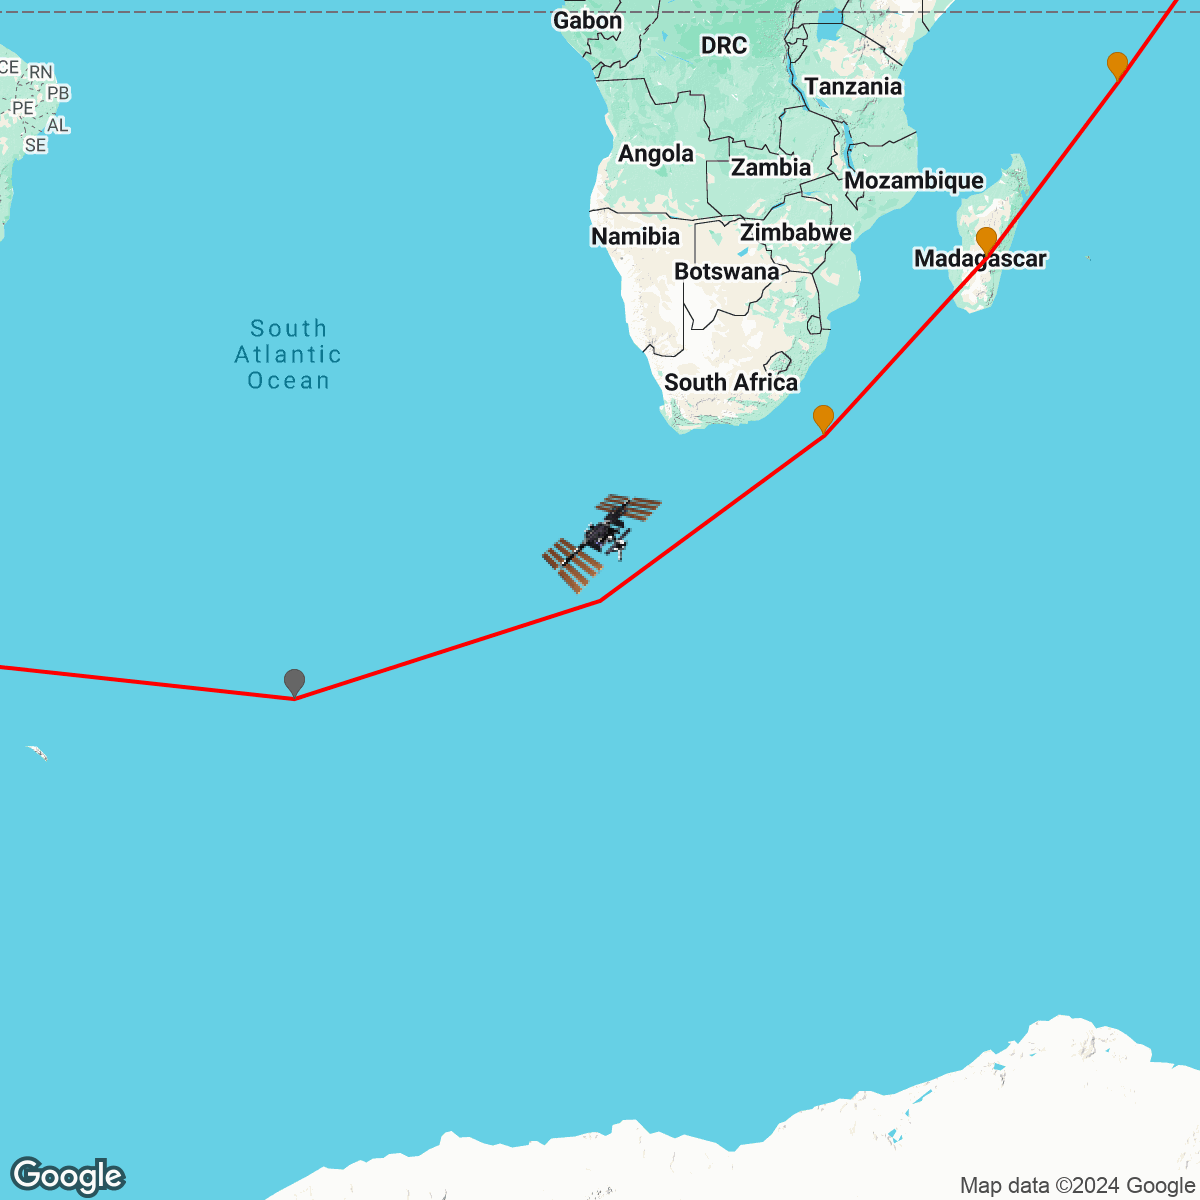 Gabon
DRC
CE
RN
PB
PE
AL
SE
Tanzania
Angola
Zambia
Mozambique
Namibia
Zimbabwe
Madagascar
Botswana
South
Atlantic
Ocean
South Africa
Google
Map data ©2024 Google